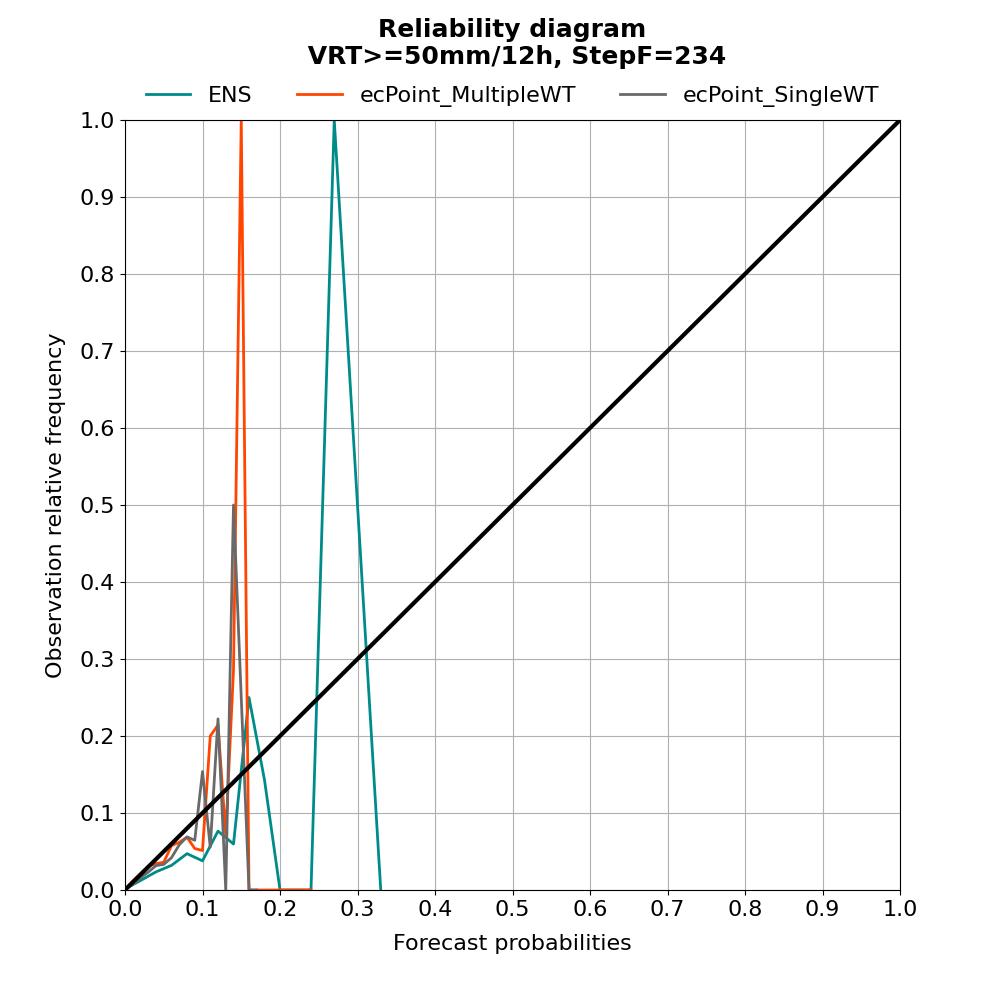 Reliability diagram
VRT>=50mm/12h, StepF=234
ENS ecPoint_MultipleWT ecPoint_SingleWT
1.0
0.9
0.8
0.7
0.6
0.5
0.4
0.3
0.2
0.1
0.0
Observation relative frequency
0.0 0.1 0.2 0.3 0.4 0.5 0.6 0.7 0.8 0.9 1.0
Forecast probabilities